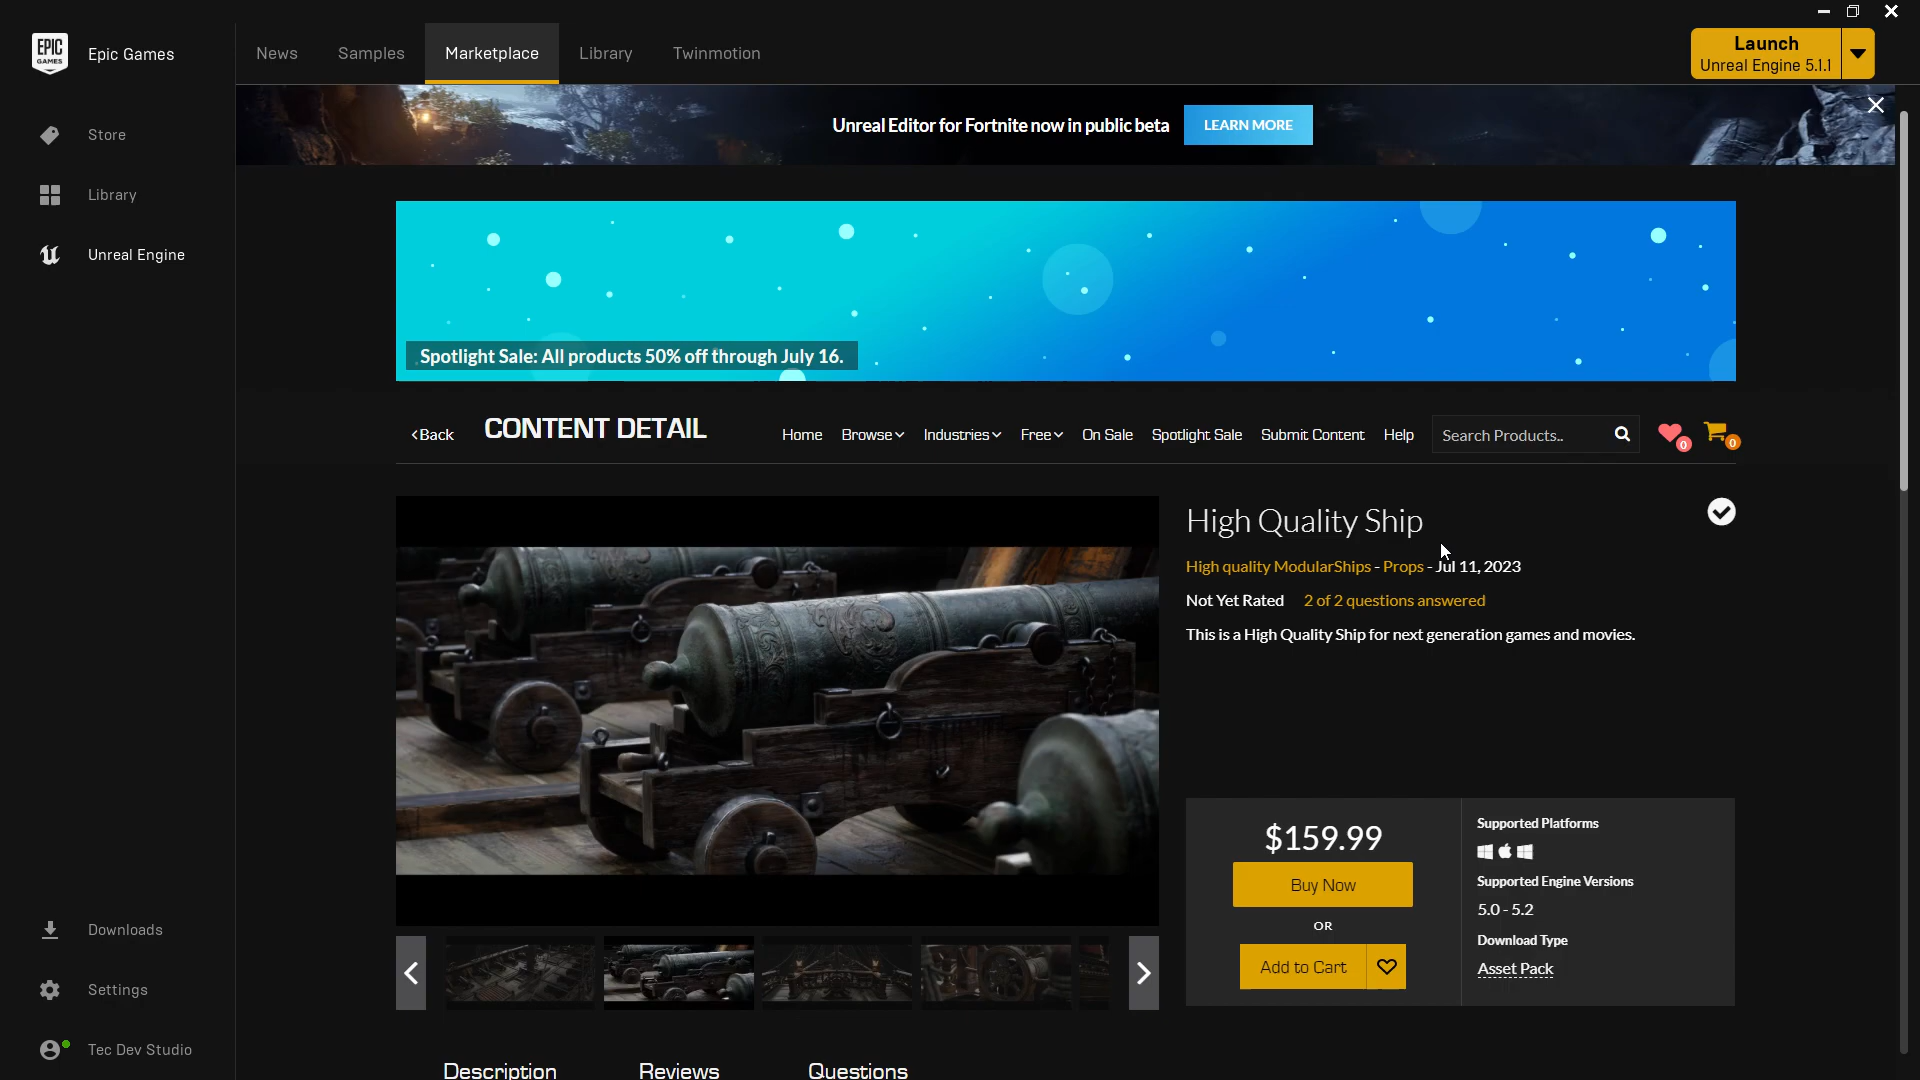 EPIC
GAMES
Epic Games
News
Samples
Marketplace
Library
Twinmotion
Launch
Unreal Engine 5.1.1
Store
Library
Unreal Engine
Unreal Editor for Fortnite now in public beta
LEARN MORE
Spotlight Sale: All products 50% off through July 16.
Back
CONTENT DETAIL
Home
Browse
Industries
Free
On Sale
Spotlight Sale
Submit Content
Help
Search Products..
0
0
High Quality Ship
High quality ModularShips - Props - Jul 11, 2023
Not Yet Rated
2 of 2 questions answered
This is a High Quality Ship for next generation games and movies.
$159.99
Buy Now
OR
Add to Cart
Supported Platforms
Supported Engine Versions
5.0 - 5.2
Download Type
Asset Pack
Downloads
Settings
Tec Dev Studio
Description
Reviews
Questions